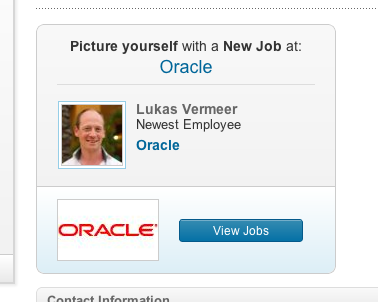 Picture yourself with a New Job at:
Oracle
Lukas Vermeer
Newest Employee
Oracle
ORACLE
View Jobs
Contact Information